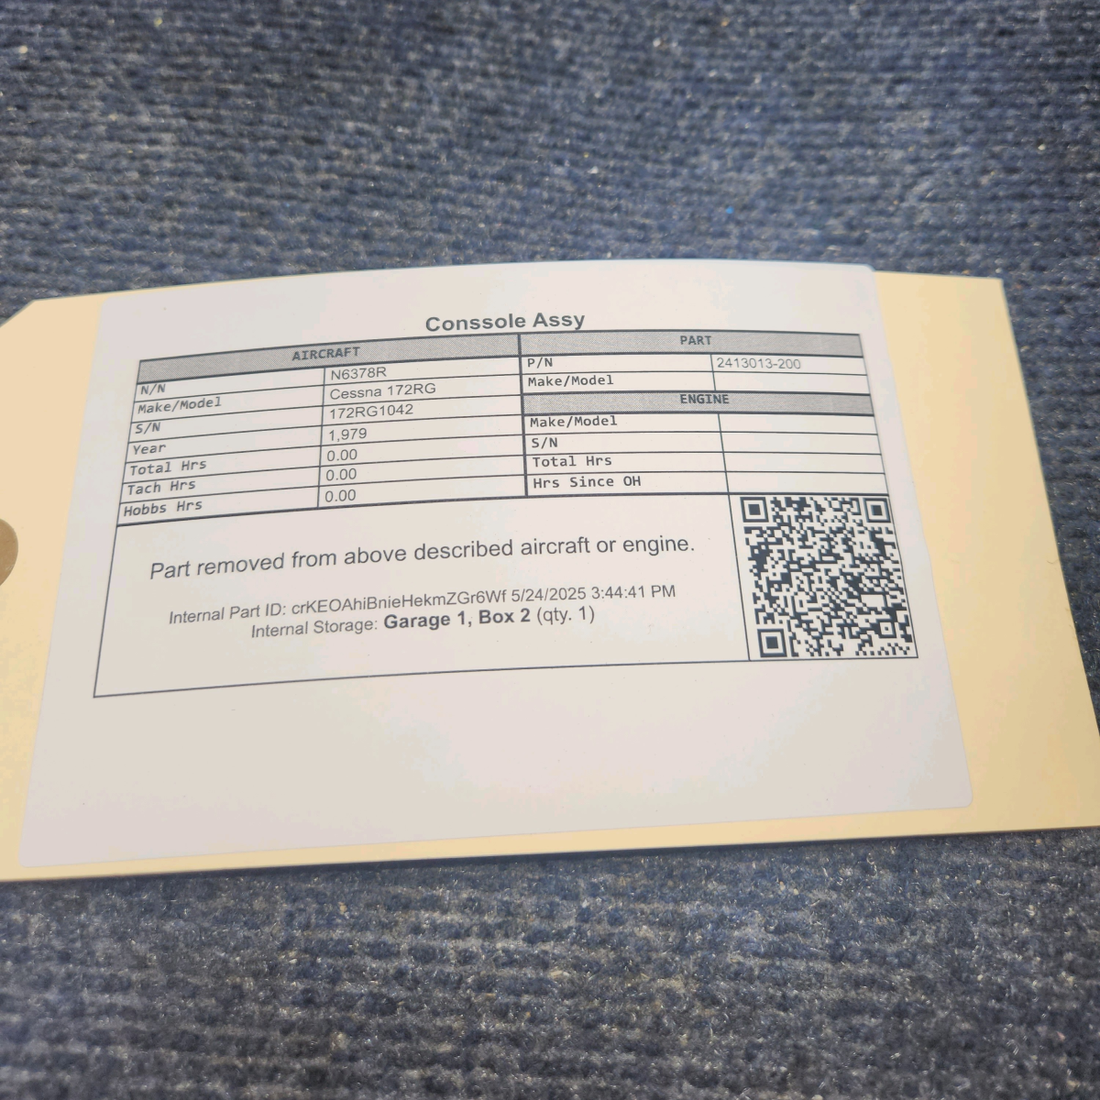 Conssole Assy
AIRCRAFT
N/N N6378R
Make/Model Cessna 172RG
S/N 172RG1042
Year 1,979
Total Hrs 0.00
Tach Hrs 0.00
Hobbs Hrs 0.00
PART
P/N 2413013-200
Make/Model
ENGINE
Make/Model
S/N
Total Hrs
Hrs Since OH
Part removed from above described aircraft or engine.
Internal Part ID: crKEOAhiBnieHekmZGr6Wf 5/24/2025 3:44:41 PM
Internal Storage: Garage 1, Box 2 (qty. 1)